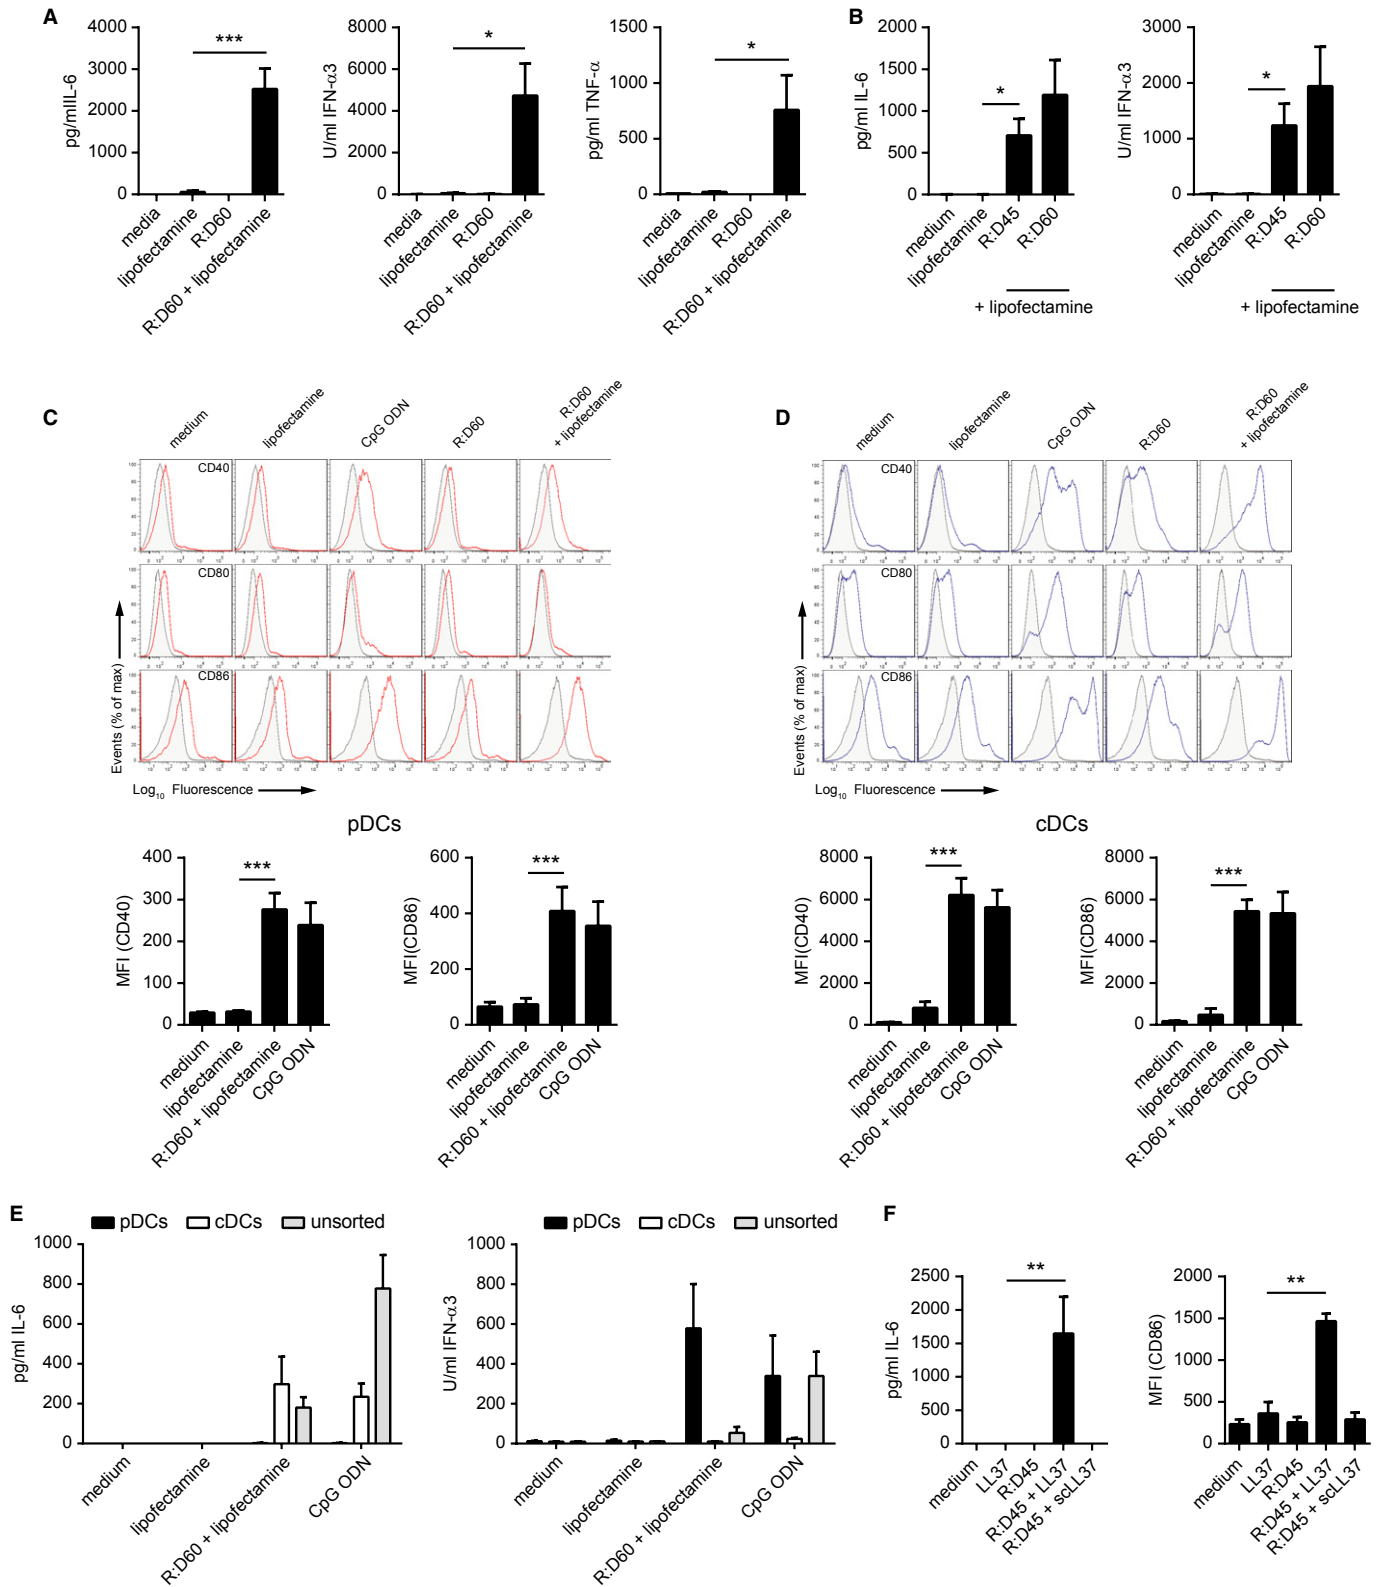 A
pg/mlIL-6
4000
3000
2000
1000
0
***
media
lipofectamine
R:D60
R:D60 + lipofectamine
U/ml IFN-α3
8000
6000
4000
2000
0
*
media
lipofectamine
R:D60
R:D60 + lipofectamine
pg/ml TNF-α
1500
1000
500
0
*
media
lipofectamine
R:D60
R:D60 + lipofectamine
B
pg/ml IL-6
2000
1500
1000
500
0
*
medium
lipofectamine
R:D45
R:D60
+ lipofectamine
U/ml IFN-α3
3000
2000
1000
0
*
medium
lipofectamine
R:D45
R:D60
+ lipofectamine
C
medium
lipofectamine
CpG ODN
R:D60
R:D60
+ lipofectamine
CD40
CD80
CD86
Events (% of max)
Log10 Fluorescence
pDCs
MFI (CD40)
400
300
200
100
0
***
medium
lipofectamine
R:D60 + lipofectamine
CpG ODN
MFI(CD86)
600
400
200
0
***
medium
lipofectamine
R:D60 + lipofectamine
CpG ODN
D
medium
lipofectamine
CpG ODN
R:D60
R:D60
+ lipofectamine
CD40
CD80
CD86
Events (% of max)
Log10 Fluorescence
cDCs
MFI(CD40)
8000
6000
4000
2000
0
***
medium
lipofectamine
R:D60 + lipofectamine
CpG ODN
MFI(CD86)
8000
6000
4000
2000
0
***
medium
lipofectamine
R:D60 + lipofectamine
CpG ODN
E
pDCs cDCs unsorted
pg/ml IL-6
1000
800
600
400
200
0
medium
lipofectamine
R:D60 + lipofectamine
CpG ODN
pDCs cDCs unsorted
U/ml IFN-α3
1000
800
600
400
200
0
medium
lipofectamine
R:D60 + lipofectamine
CpG ODN
F
pg/ml IL-6
2500
2000
1500
1000
500
0
**
medium
LL37
R:D45
R:D45 + LL37
R:D45 + scLL37
MFI (CD86)
2000
1500
1000
500
0
**
medium
LL37
R:D45
R:D45 + LL37
R:D45 + scLL37